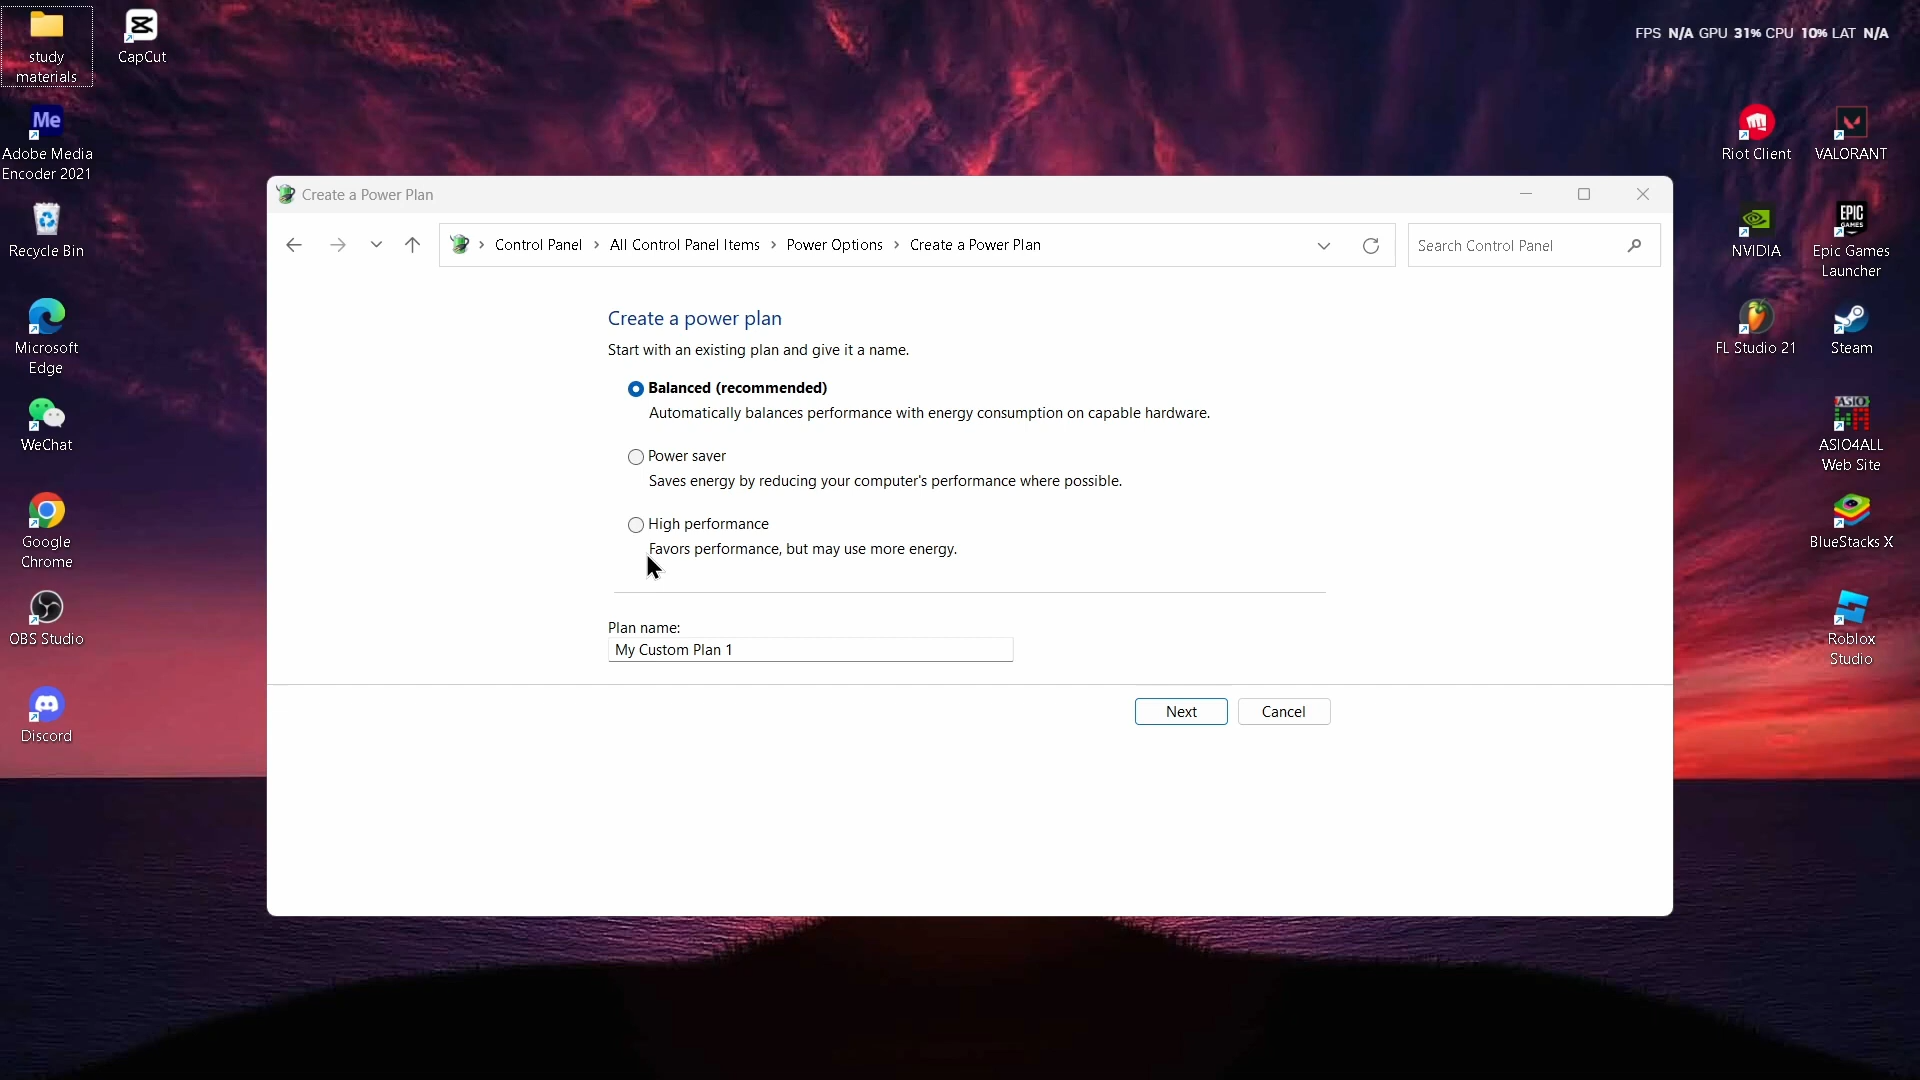 study
materials
CapCut
FPS N/A GPU 31% CPU 10% LAT N/A
Me
Adobe Media
Encoder 2021
Recycle Bin
Microsoft
Edge
WeChat
Google
Chrome
OBS Studio
Discord
Create a Power Plan
Control Panel > All Control Panel Items > Power Options > Create a Power Plan
Search Control Panel
Create a power plan
Start with an existing plan and give it a name.
Balanced (recommended)
Automatically balances performance with energy consumption on capable hardware.
Power saver
Saves energy by reducing your computer's performance where possible.
High performance
Favors performance, but may use more energy.
Plan name:
My Custom Plan 1
Next
Cancel
Riot Client
VALORANT
NVIDIA
EPIC
GAMES
Epic Games
Launcher
FL Studio 21
Steam
ASIO
ASIO4ALL
Web Site
BlueStacks X
Roblox
Studio